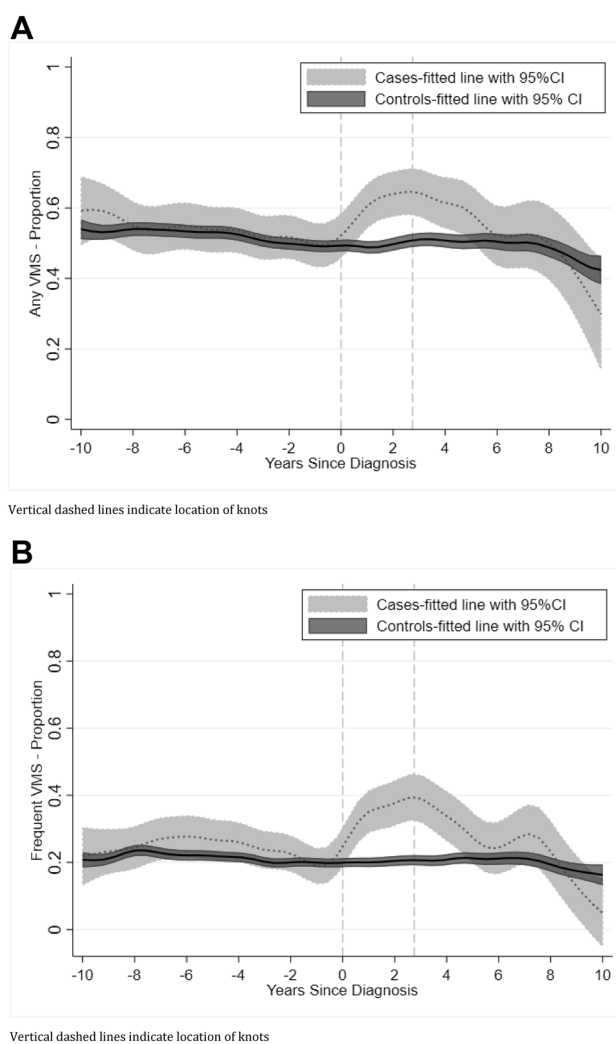 A
Cases-fitted line with 95%CI
Controls-fitted line with 95% CI
Any VMS - Proportion
1
0.8
0.6
0.4
0.2
0
-10 -8 -6 -4 -2 0 2 4 6 8 10
Years Since Diagnosis
Vertical dashed lines indicate location of knots
B
Cases-fitted line with 95%CI
Controls-fitted line with 95% CI
Frequent VMS - Proportion
1
0.8
0.6
0.4
0.2
0
-10 -8 -6 -4 -2 0 2 4 6 8 10
Years Since Diagnosis
Vertical dashed lines indicate location of knots